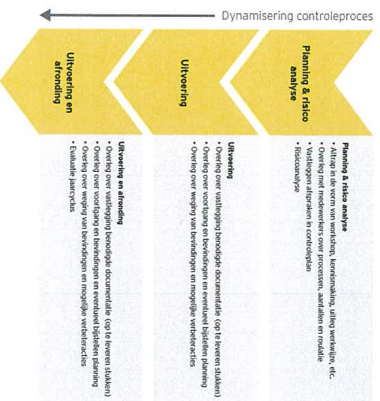 Dynamisering controleproces
Planning & risico
analyse
Planning & risico analyse
• Aftrap in de vorm van workshop, kennismaking, uitleg werkwijze, etc.
• Overleg met medewerkers over processen, aantallen en roulatie
• Vastleggen afspraken in controleplan
• Risicoanalyse
Uitvoering
Uitvoering
• Overleg over vastlegging benodigde documentatie (op te leveren stukken)
• Overleg over voortgang en bevindingen en eventueel bijstellen planning
• Overleg over weging van bevindingen en mogelijke verbeteracties
Uitvoering en
afronding
Uitvoering en afronding
• Overleg over vastlegging benodigde documentatie (op te leveren stukken)
• Overleg over voortgang en bevindingen en eventueel bijstellen planning
• Overleg over weging van bevindingen en mogelijke verbeteracties
• Evaluatie jaarcyclus